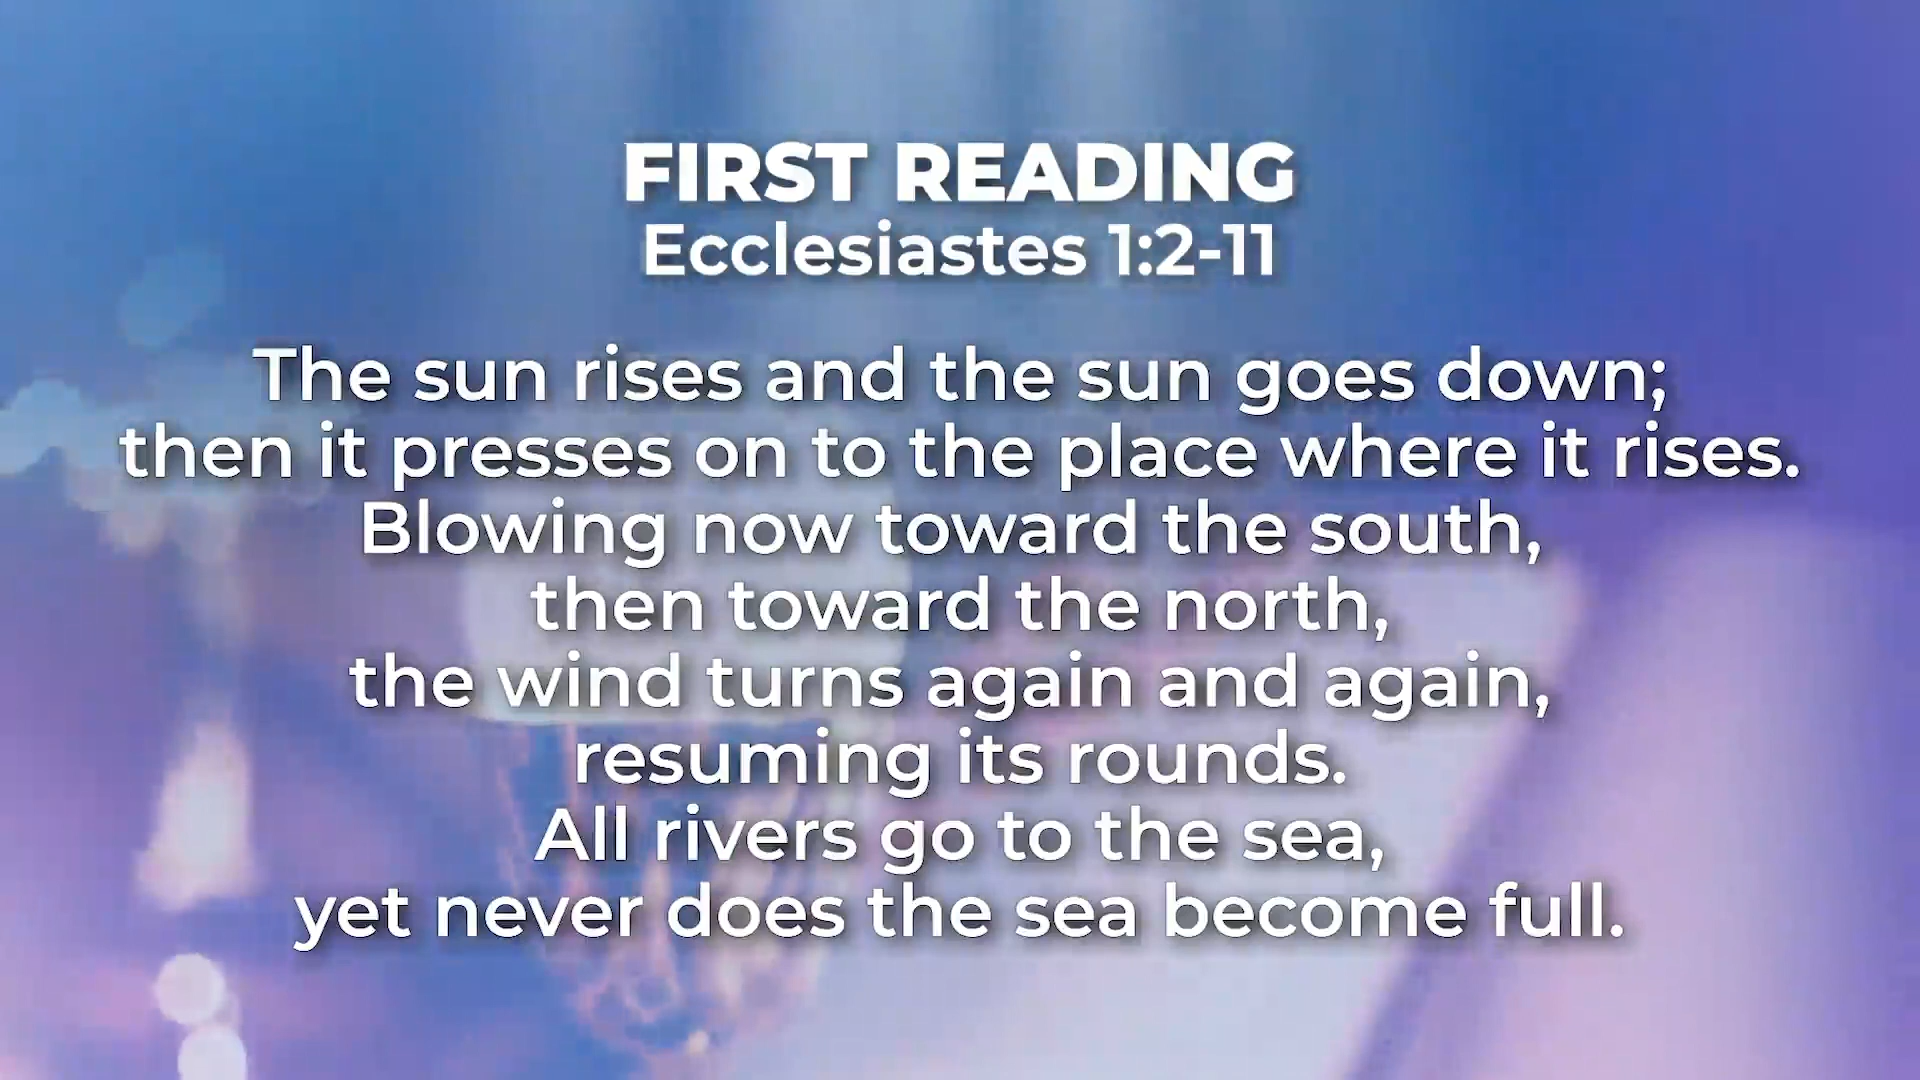 FIRST READING
Ecclesiastes 1:2-11
The sun rises and the sun goes down;
then it presses on to the place where it rises.
Blowing now toward the south,
then toward the north,
the wind turns again and again,
resuming its rounds.
All rivers go to the sea,
yet never does the sea become full.